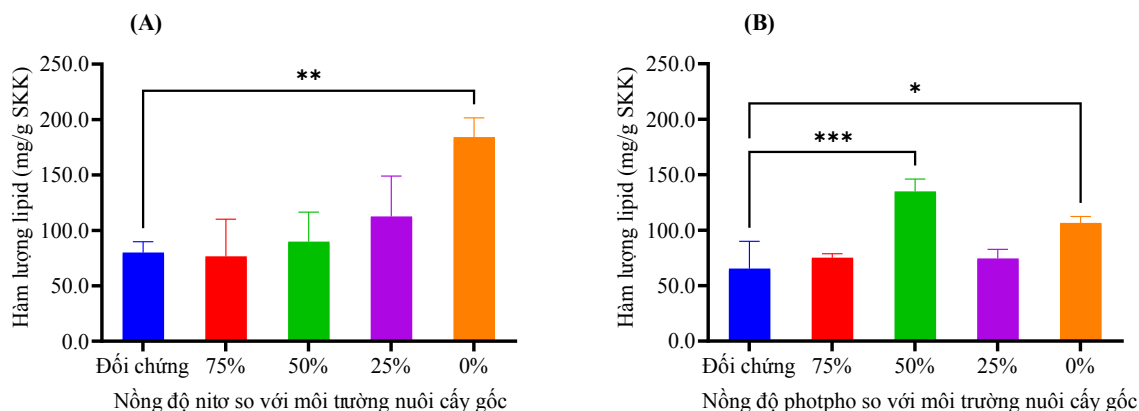 (A)
Hàm lượng lipid (mg/g SKK)
250.0
200.0
150.0
100.0
50.0
0.0
**
Đối chứng 75% 50% 25% 0%
Nồng độ nitơ so với môi trường nuôi cấy gốc
(B)
Hàm lượng lipid (mg/g SKK)
250.0
200.0
150.0
100.0
50.0
0.0
*
***
Đối chứng 75% 50% 25% 0%
Nồng độ photpho so với môi trường nuôi cấy gốc